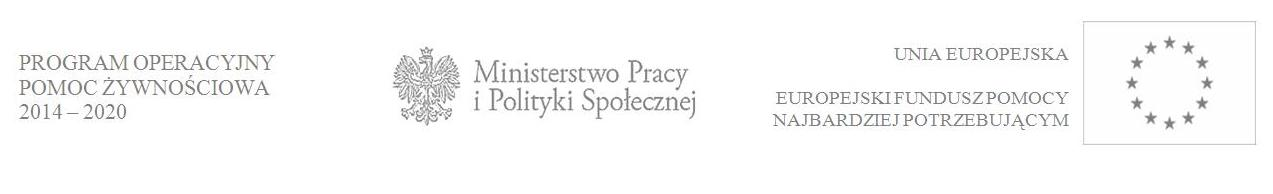 PROGRAM OPERACYJNY
POMOC ŻYWNOŚCIOWA
2014 – 2020
Ministerstwo Pracy
i Polityki Społecznej
UNIA EUROPEJSKA
EUROPEJSKI FUNDUSZ POMOCY
NAJBARDZIEJ POTRZEBUJĄCYM